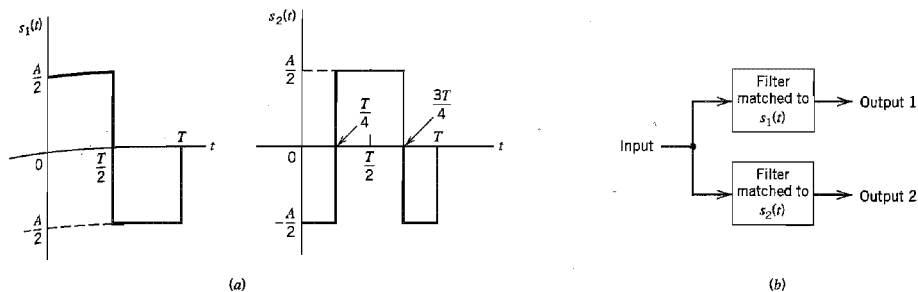 s₁(t)
A/2
0
T/2
T
t
-A/2
s₂(t)
A/2
T/4
3T/4
0
T/2
T
t
-A/2
(a)
Input
Filter
matched to
s₁(t)
Output 1
Filter
matched to
s₂(t)
Output 2
(b)